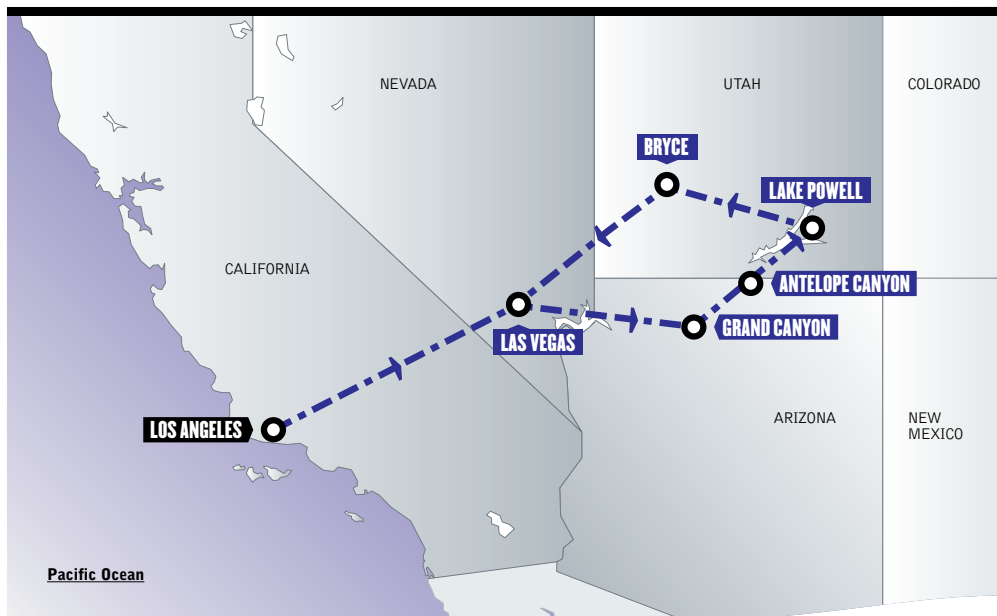 NEVADA
UTAH
COLORADO
BRYCE
LAKE POWELL
CALIFORNIA
ANTELOPE CANYON
GRAND CANYON
LAS VEGAS
LOS ANGELES
ARIZONA
NEW
MEXICO
Pacific Ocean